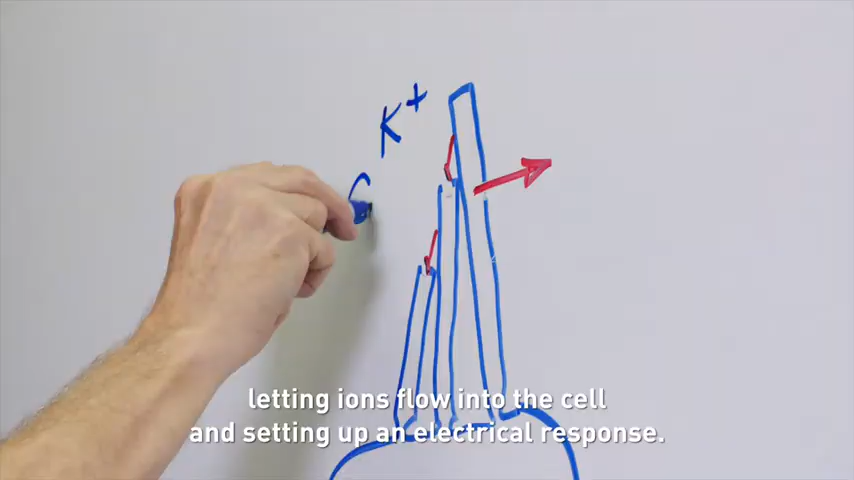 K+
C
letting ions flow into the cell
and setting up an electrical response.